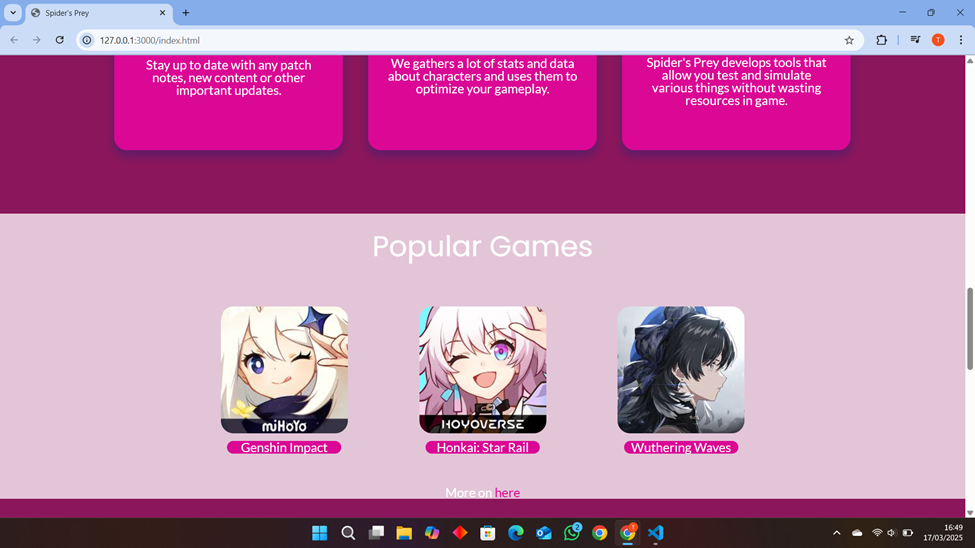 Spider's Prey
127.0.0.1:3000/index.html
T
Stay up to date with any patch
notes, new content or other
important updates.
We gathers a lot of stats and data
about characters and uses them to
optimize your gameplay.
Spider's Prey develops tools that
allow you test and simulate
various things without wasting
resources in game.
Popular Games
miHoYo
HOYOVERSE
Genshin Impact
Honkai: Star Rail
Wuthering Waves
More on here
2
T
16:49
17/03/2025